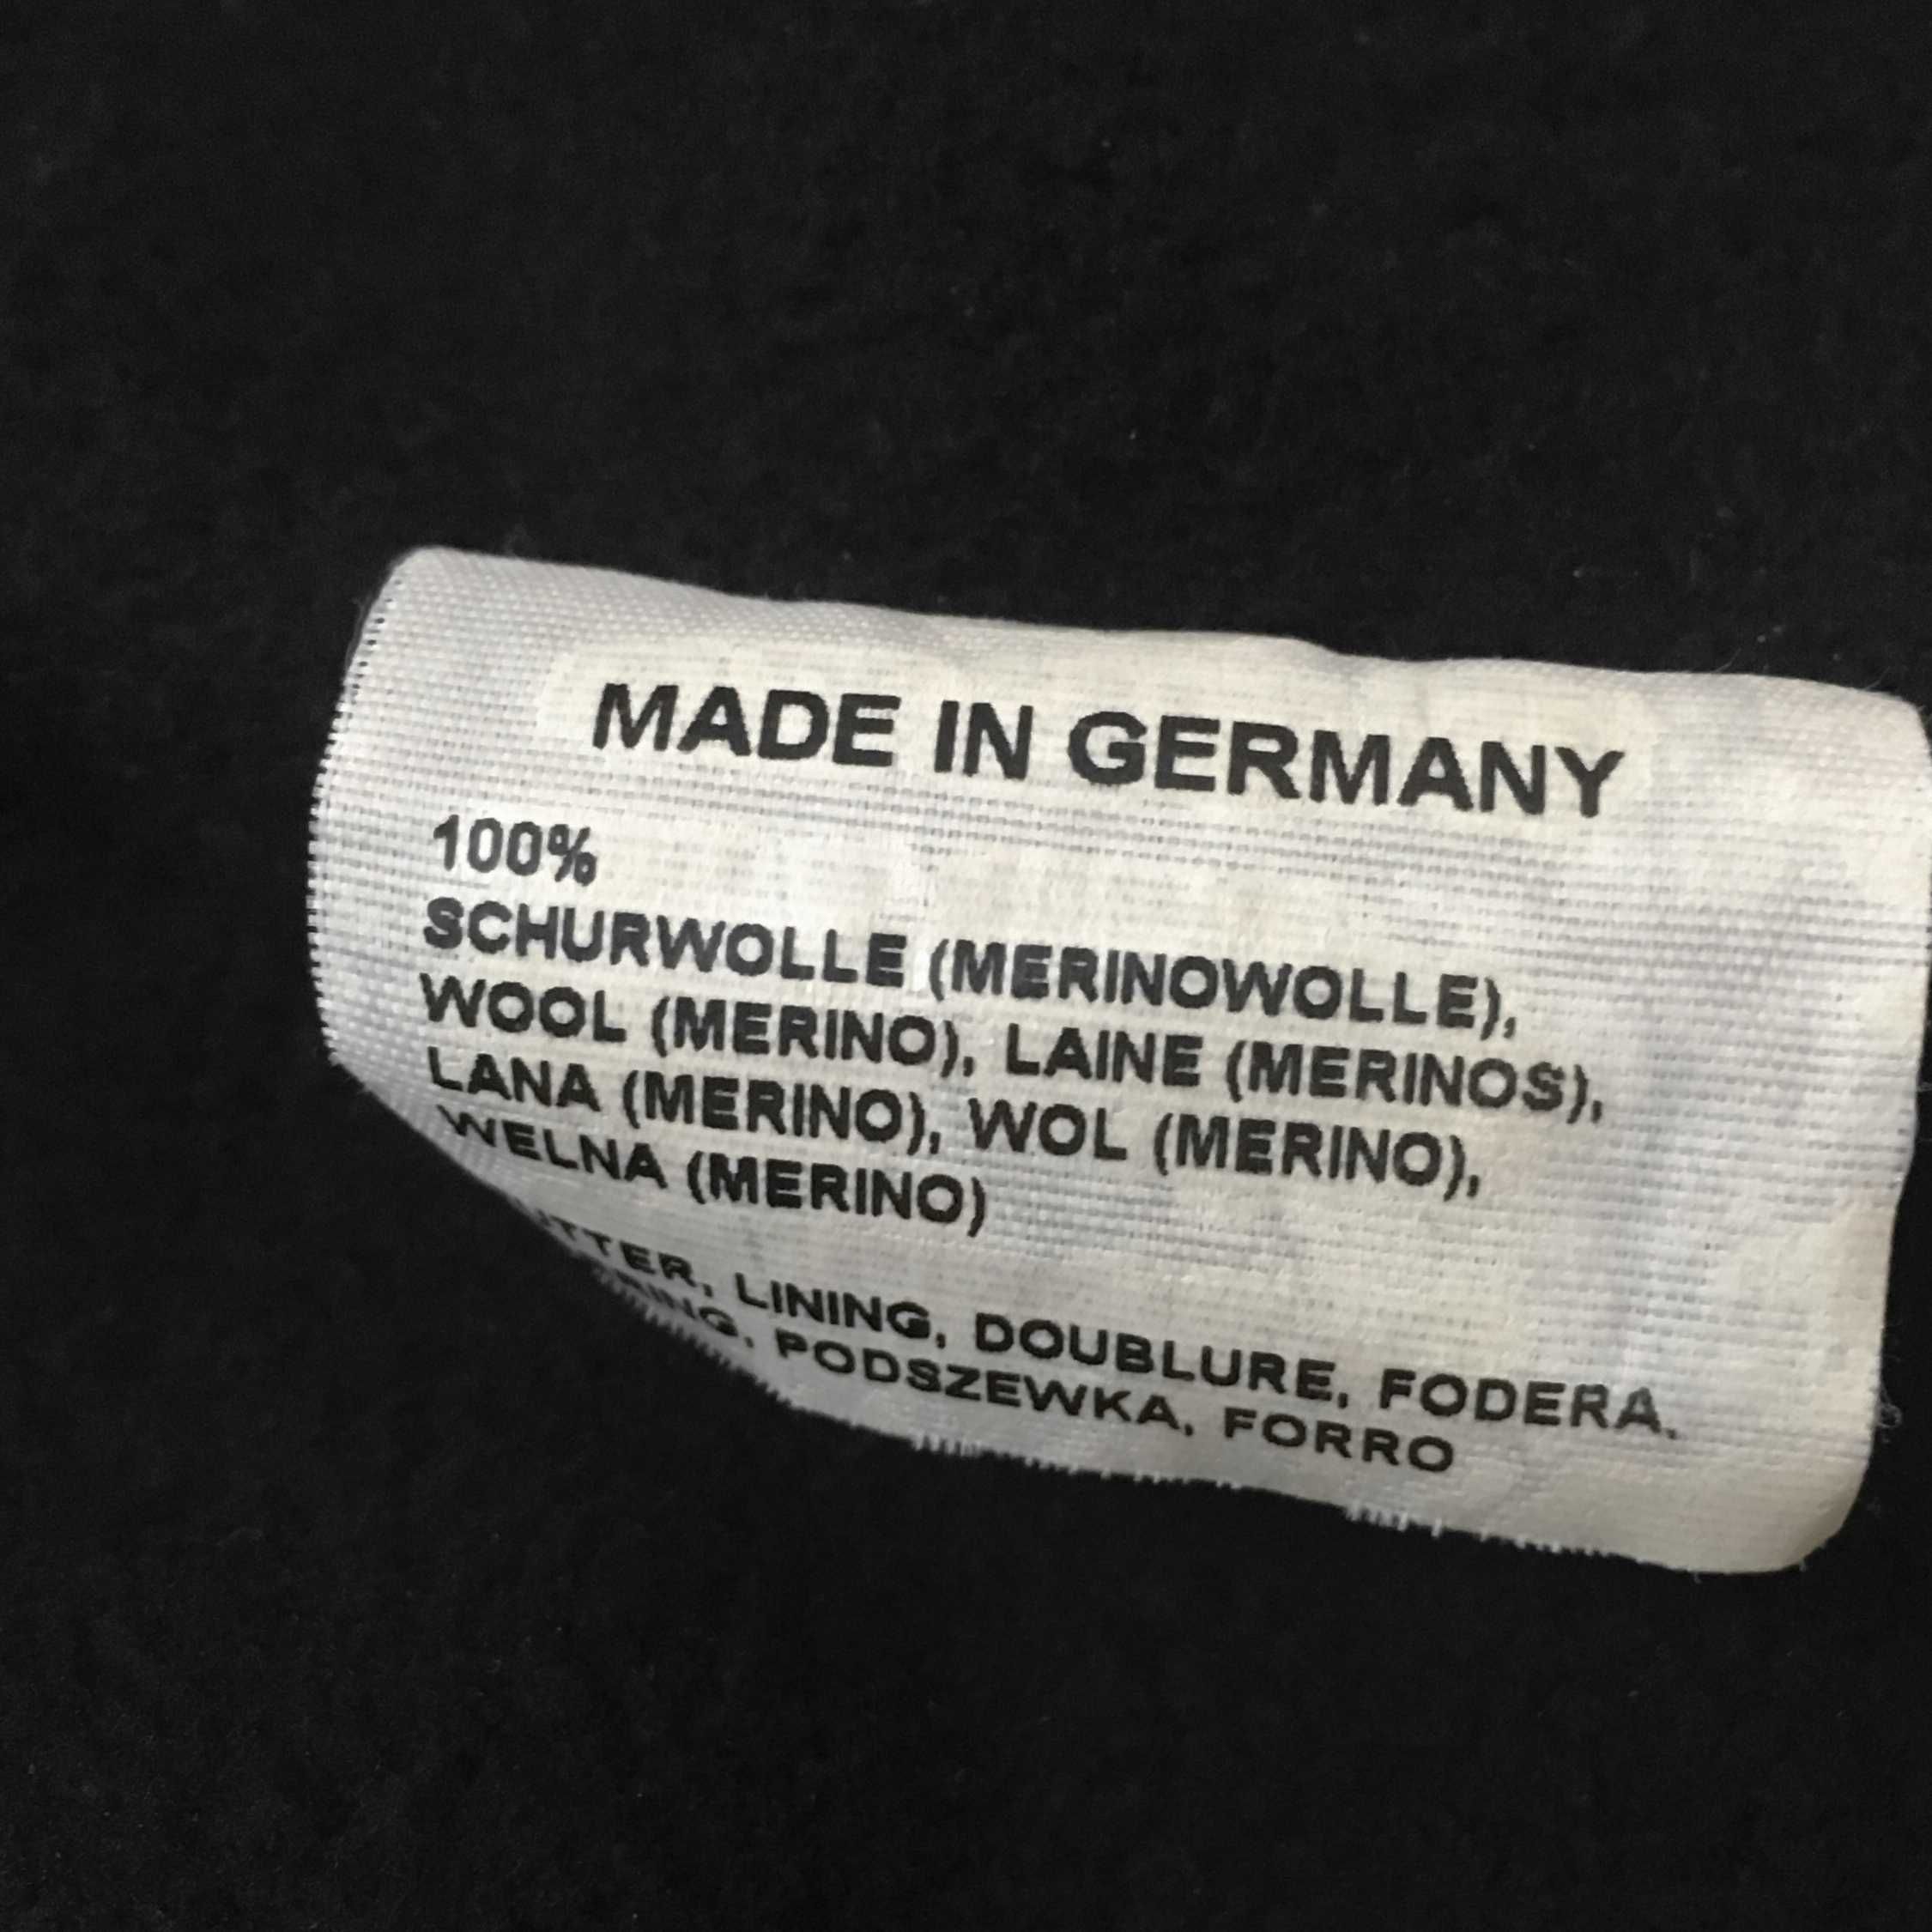 MADE IN GERMANY
100%
SCHURWOLLE (MERINOWOLLE),
WOOL (MERINO), LAINE (MERINOS),
LANA (MERINO), WOL (MERINO),
WELNA (MERINO)
LINING, DOUBLURE, FODERA,
PODSZEWKA, FORRO